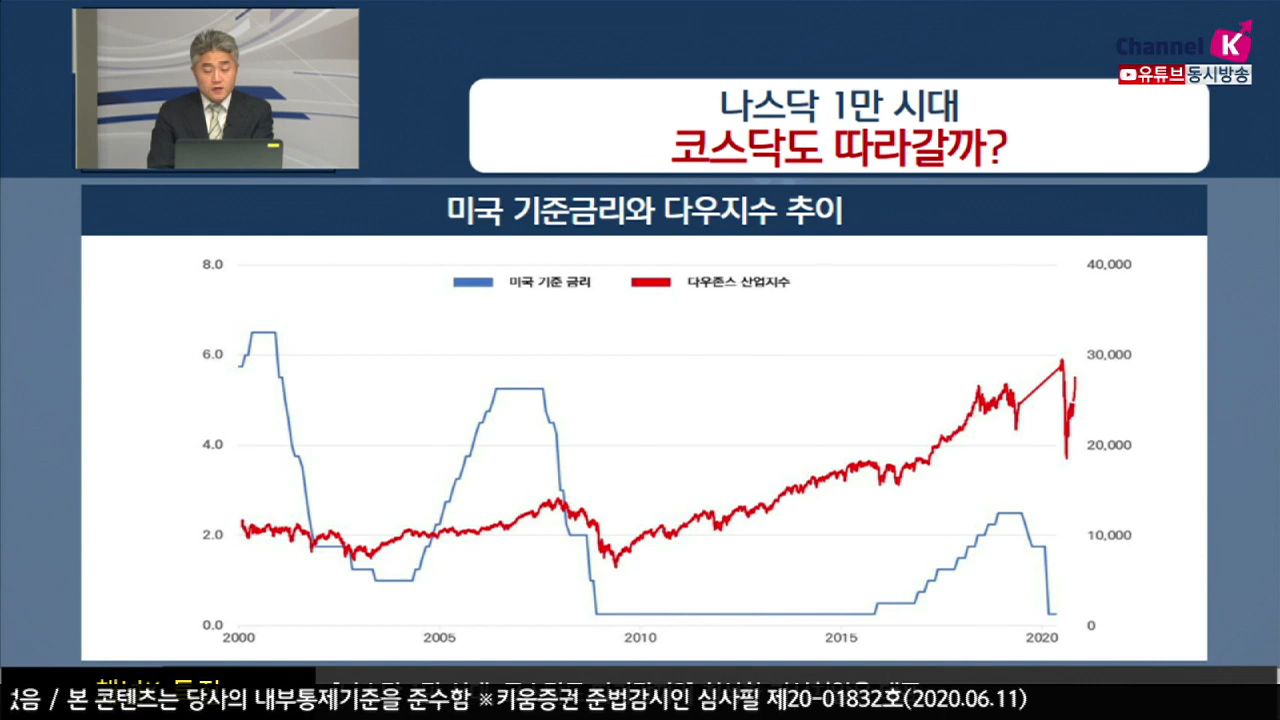 Channel K
유튜브 동시방송
나스닥 1만 시대
코스닥도 따라갈까?
미국 기준금리와 다우지수 추이
8.0
40,000
미국 기준 금리
다우존스 산업지수
6.0
30,000
4.0
20,000
2.0
10,000
0.0
0
2000
2005
2010
2015
2020
없음 / 본 콘텐츠는 당사의 내부통제기준을 준수함 ※키움증권 준법감시인 심사필 제20-01832호(2020.06.11)